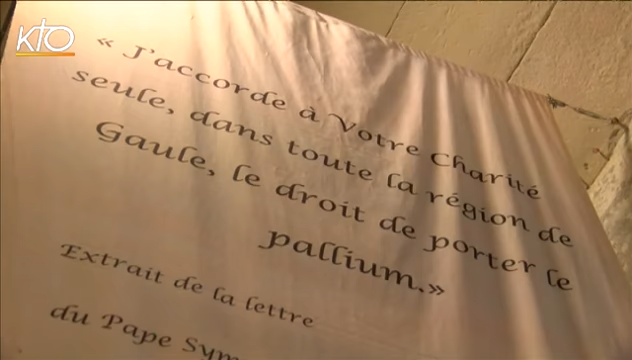 KTO
« J'accorde à Votre Charité
seule, dans toute la région de
Gaule, le droit de porter le
pallium.»
Extrait de la lettre
du Pape Sym